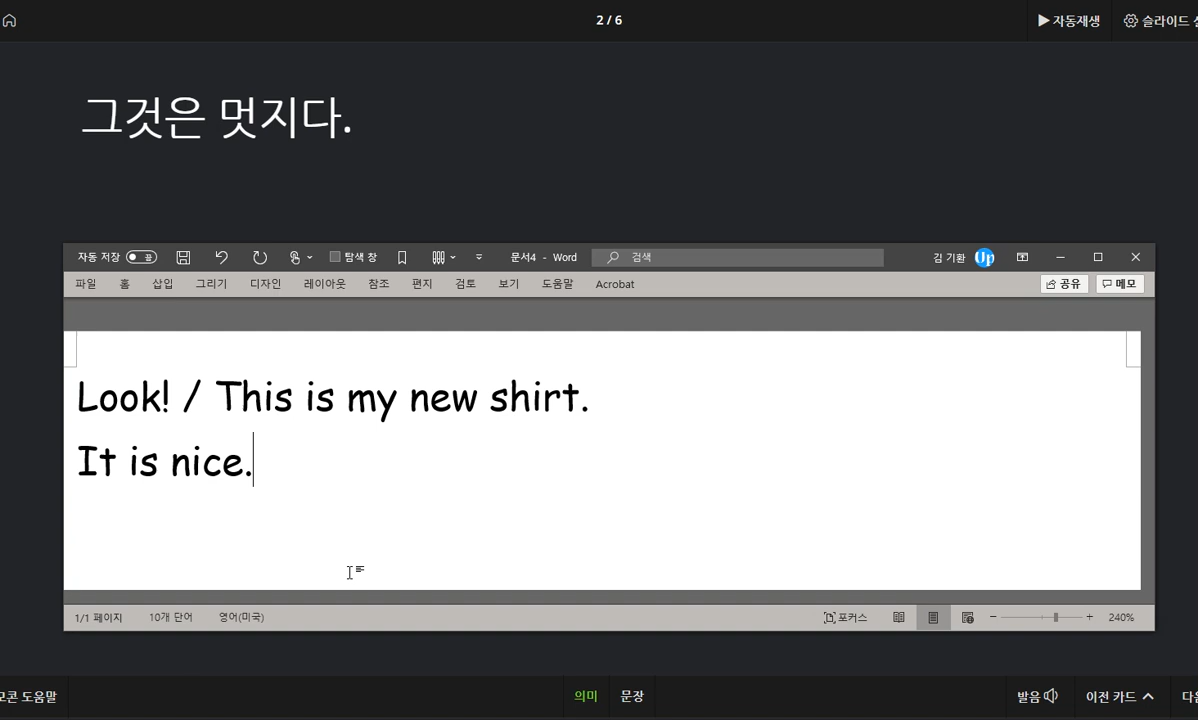 2 / 6
자동재생
슬라이드
그것은 멋지다.
자동 저장 끔
탐색 창
문서4 - Word
검색
김 기환
Up
파일 홈 삽입 그리기 디자인 레이아웃 참조 편지 검토 보기 도움말 Acrobat
공유 메모
Look! / This is my new shirt.
It is nice.
1/1 페이지 10개 단어 영어(미국)
포커스 240%
도움말
의미 문장
발음 이전 카드